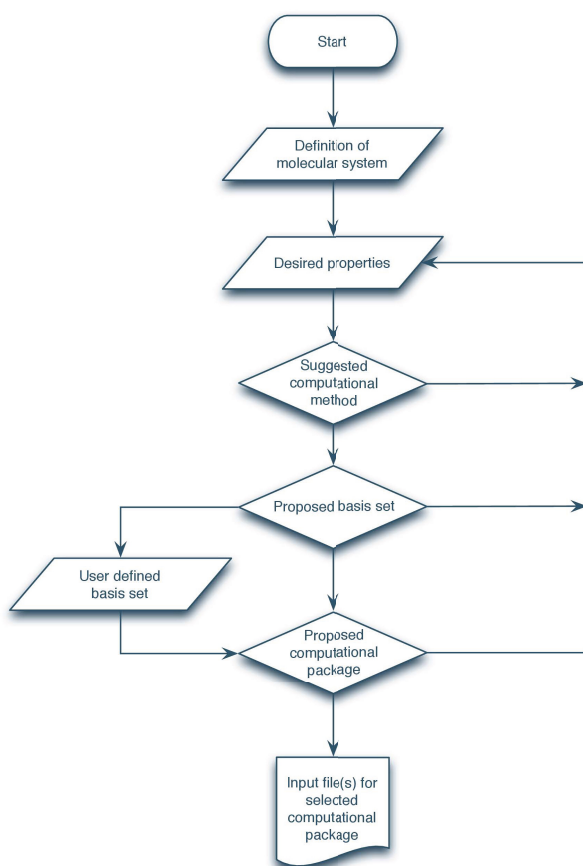 Start
Definition of
molecular system
Desired properties
Suggested
computational
method
Proposed basis set
User defined
basis set
Proposed
computational
package
Input file(s) for
selected
computational
package